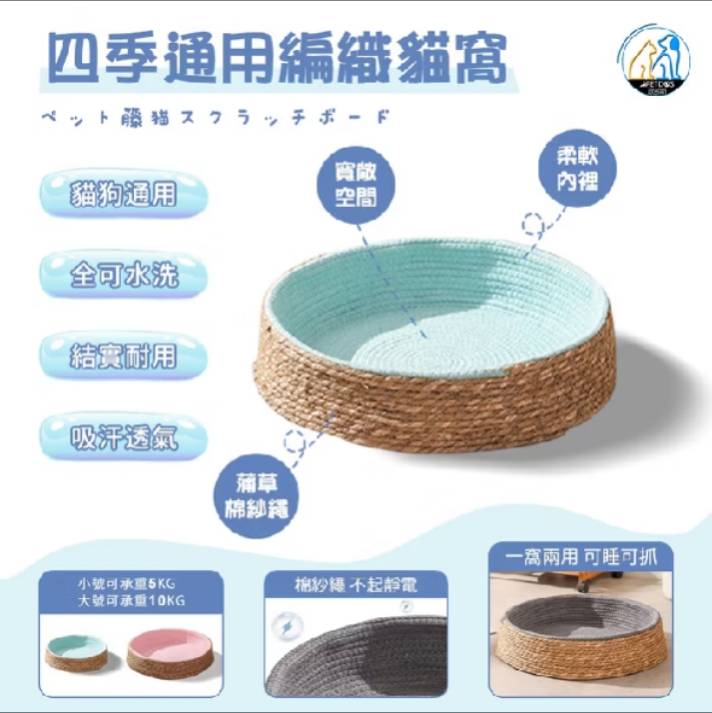 四季通用編織貓窩
ペット籐猫スクラッチボード
貓狗通用
全可水洗
結實耐用
吸汗透氣
寬敞
空間
柔軟
內裡
蒲草
棉紗繩
小號可承重5KG
大號可承重10KG
棉紗繩 不起靜電
一窩兩用 可睡可抓